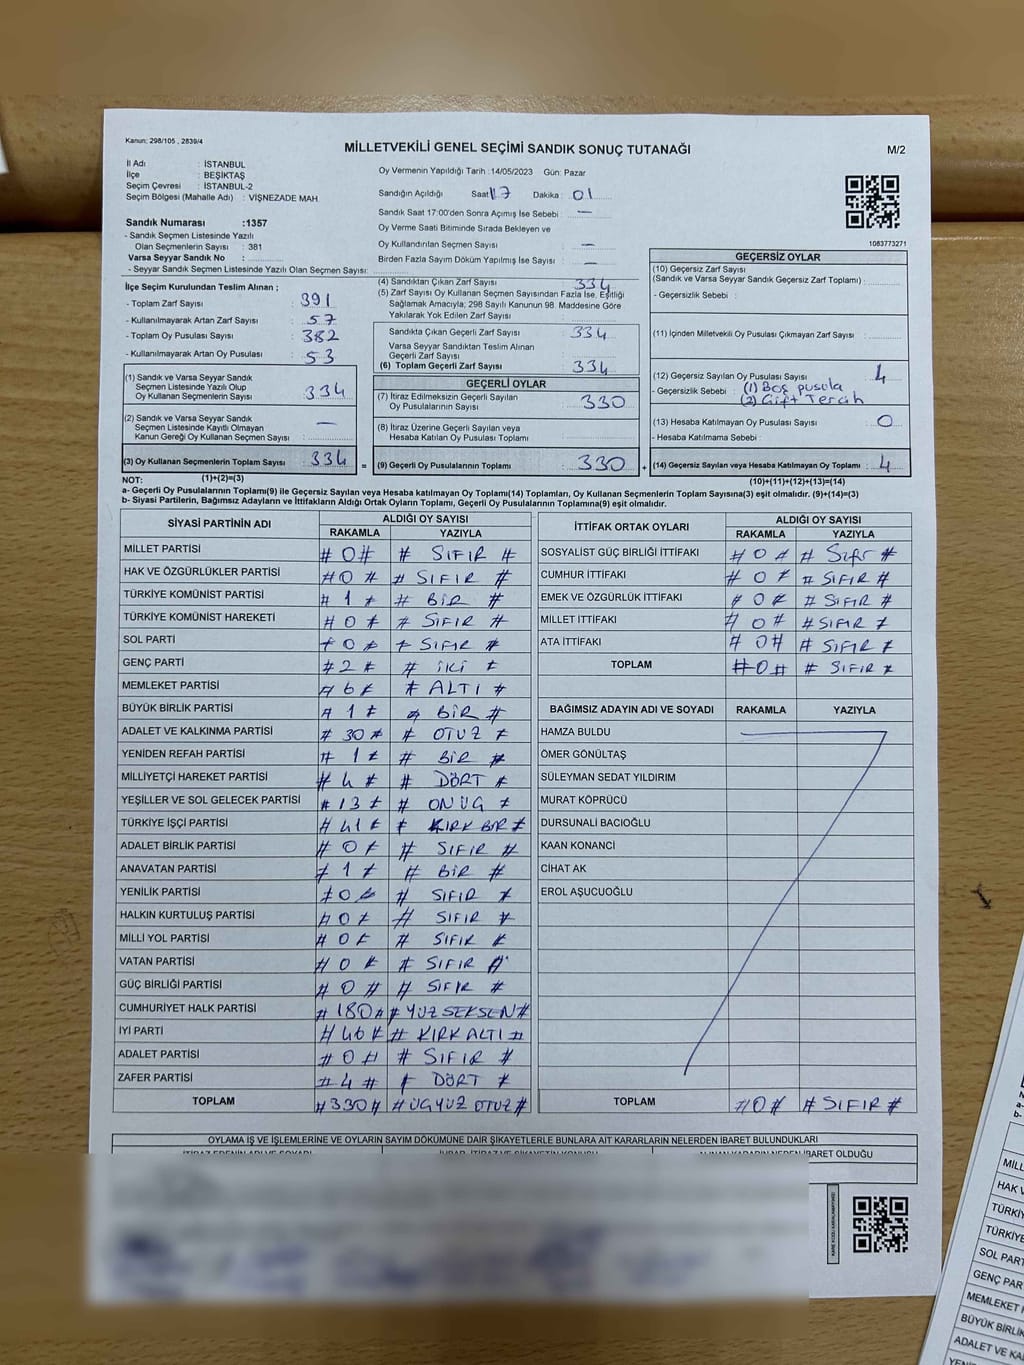 Kanun: 298/105 , 2839/4
MİLLETVEKİLİ GENEL SEÇİMİ SANDIK SONUÇ TUTANAĞI
M/2
İl Adı : İSTANBUL
İlçe : BEŞİKTAŞ
Seçim Çevresi : İSTANBUL-2
Seçim Bölgesi (Mahalle Adı) : VİŞNEZADE MAH.
Sandık Numarası :1357
- Sandık Seçmen Listesinde Yazılı
Olan Seçmenlerin Sayısı : 381
Varsa Seyyar Sandık No :
- Seyyar Sandık Seçmen Listesinde Yazılı Olan Seçmen Sayısı:
Oy Vermenin Yapıldığı Tarih :14/05/2023 Gün: Pazar
Sandığın Açıldığı Saat 17 Dakika : 01
Sandık Saat 17:00'den Sonra Açımış İse Sebebi : —
Oy Verme Saati Bitiminde Sırada Bekleyen ve
Oy Kullandırılan Seçmen Sayısı : —
Birden Fazla Sayım Döküm Yapılmış İse Sayısı : —
1083773271
İlçe Seçim Kurulundan Teslim Alınan ;
- Toplam Zarf Sayısı : 391
- Kullanılmayarak Artan Zarf Sayısı : 57
- Toplam Oy Pusulası Sayısı : 382
- Kullanılmayarak Artan Oy Pusulası : 53
(1) Sandık ve Varsa Seyyar Sandık
Seçmen Listesinde Yazılı Olup
Oy Kullanan Seçmenlerin Sayısı : 334
(2) Sandık ve Varsa Seyyar Sandık
Seçmen Listesinde Kayıtlı Olmayan
Kanun Gereği Oy Kullanan Seçmen Sayısı : —
(3) Oy Kullanan Seçmenlerin Toplam Sayısı : 334
(4) Sandıktan Çıkan Zarf Sayısı : 334
(5) Zarf Sayısı Oy Kullanan Seçmen Sayısından Fazla İse, Eşitliği
Sağlamak Amacıyla; 298 Sayılı Kanunun 98. Maddesine Göre
Yakılarak Yok Edilen Zarf Sayısı :
Sandıkta Çıkan Geçerli Zarf Sayısı : 334
Varsa Seyyar Sandıktan Teslim Alınan
Geçerli Zarf Sayısı :
(6) Toplam Geçerli Zarf Sayısı : 334
GEÇERLİ OYLAR
(7) İtiraz Edilmeksizin Geçerli Sayılan
Oy Pusulalarının Sayısı : 330
(8) İtiraz Üzerine Geçerli Sayılan veya
Hesaba Katılan Oy Pusulası Toplamı :
= (9) Geçerli Oy Pusulalarının Toplamı : 330 +
GEÇERSİZ OYLAR
(10) Geçersiz Zarf Sayısı
(Sandık ve Varsa Seyyar Sandık Geçersiz Zarf Toplamı) :
- Geçersizlik Sebebi :
(11) İçinden Milletvekili Oy Pusulası Çıkmayan Zarf Sayısı :
(12) Geçersiz Sayılan Oy Pusulası Sayısı : 4
- Geçersizlik Sebebi : (1) Boş pusula
(2) Çift Tercih
(13) Hesaba Katılmayan Oy Pusulası Sayısı : 0
- Hesaba Katılmama Sebebi :
(14) Geçersiz Sayılan veya Hesaba Katılmayan Oy Toplamı : 4
NOT: (1)+(2)=(3)
(10)+(11)+(12)+(13)=(14)
a- Geçerli Oy Pusulalarının Toplamı(9) ile Geçersiz Sayılan veya Hesaba katılmayan Oy Toplamı(14) Toplamları, Oy Kullanan Seçmenlerin Toplam Sayısına(3) eşit olmalıdır. (9)+(14)=(3)
b- Siyasi Partilerin, Bağımsız Adayların ve İttifakların Aldığı Ortak Oyların Toplamı, Geçerli Oy Pusulalarının Toplamına(9) eşit olmalıdır.
SİYASİ PARTİNİN ADI ALDIĞI OY SAYISI
RAKAMLA YAZIYLA
MİLLET PARTİSİ # 0 # # SIFIR #
HAK VE ÖZGÜRLÜKLER PARTİSİ # 0 # # SIFIR #
TÜRKİYE KOMÜNİST PARTİSİ # 1 # # BİR #
TÜRKİYE KOMÜNİST HAREKETİ # 0 # # SIFIR #
SOL PARTİ # 0 # # SIFIR #
GENÇ PARTİ # 2 # # İKİ #
MEMLEKET PARTİSİ # 6 # # ALTI #
BÜYÜK BİRLİK PARTİSİ # 1 # # BİR #
ADALET VE KALKINMA PARTİSİ # 30 # # OTUZ #
YENİDEN REFAH PARTİSİ # 1 # # BİR #
MİLLİYETÇİ HAREKET PARTİSİ # 4 # # DÖRT #
YEŞİLLER VE SOL GELECEK PARTİSİ # 13 # # ONÜÇ #
TÜRKİYE İŞÇİ PARTİSİ # 41 # # KIRK BİR #
ADALET BİRLİK PARTİSİ # 0 # # SIFIR #
ANAVATAN PARTİSİ # 1 # # BİR #
YENİLİK PARTİSİ # 0 # # SIFIR #
HALKIN KURTULUŞ PARTİSİ # 0 # # SIFIR #
MİLLİ YOL PARTİSİ # 0 # # SIFIR #
VATAN PARTİSİ # 0 # # SIFIR #
GÜÇ BİRLİĞİ PARTİSİ # 0 # # SIFIR #
CUMHURİYET HALK PARTİSİ # 180 # # YÜZ SEKSEN #
İYİ PARTİ # 46 # # KIRK ALTI #
ADALET PARTİSİ # 0 # # SIFIR #
ZAFER PARTİSİ # 4 # # DÖRT #
TOPLAM # 330 # # ÜÇ YÜZ OTUZ #
İTTİFAK ORTAK OYLARI ALDIĞI OY SAYISI
RAKAMLA YAZIYLA
SOSYALİST GÜÇ BİRLİĞİ İTTİFAKI # 0 # # Sıfır #
CUMHUR İTTİFAKI # 0 # # SIFIR #
EMEK VE ÖZGÜRLÜK İTTİFAKI # 0 # # SIFIR #
MİLLET İTTİFAKI # 0 # # SIFIR #
ATA İTTİFAKI # 0 # # SIFIR #
TOPLAM # 0 # # SIFIR #
BAĞIMSIZ ADAYIN ADI VE SOYADI RAKAMLA YAZIYLA
HAMZA BULDU
ÖMER GÖNÜLTAŞ
SÜLEYMAN SEDAT YILDIRIM
MURAT KÖPRÜCÜ
DURSUNALİ BACIOĞLU
KAAN KONANCİ
CİHAT AK
EROL AŞUCUOĞLU
TOPLAM # 0 # # SIFIR #
OYLAMA İŞ VE İŞLEMLERİNE VE OYLARIN SAYIM DÖKÜMÜNE DAİR ŞİKAYETLERLE BUNLARA AİT KARARLARIN NELERDEN İBARET BULUNDUKLARI
MİLL
HAK V
TÜRKİY
TÜRKİYE
SOL PART
GENÇ PAR
MEMLEKET
BÜYÜK BİRLİK
ADALET VE KA